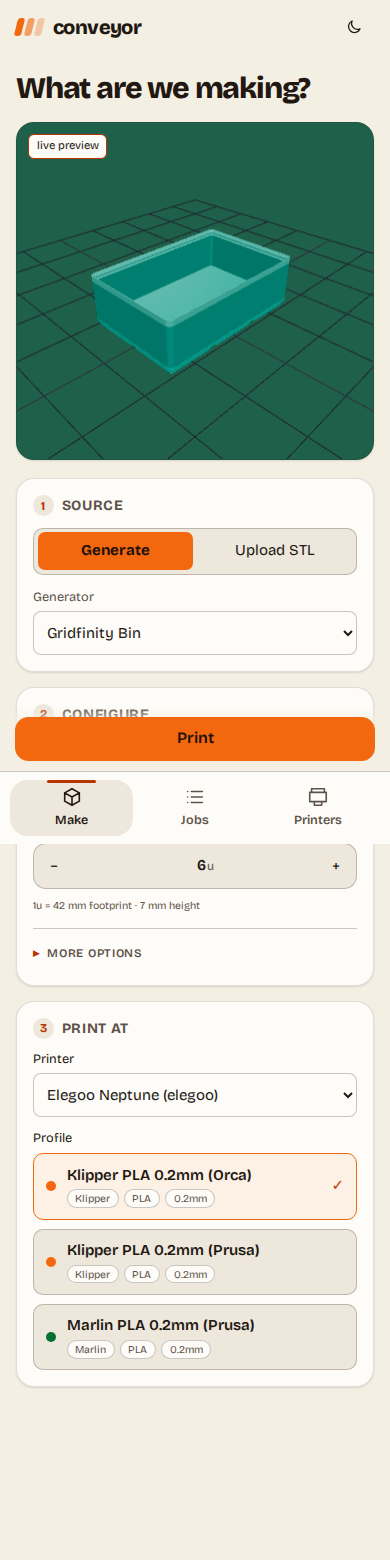 conveyor
What are we making?
live preview
1 SOURCE
Generate Upload STL
Generator
Gridfinity Bin
2 CONFIGURE
Print
Make Jobs Printers
− 6u +
1u = 42 mm footprint · 7 mm height
▶ MORE OPTIONS
3 PRINT AT
Printer
Elegoo Neptune (elegoo)
Profile
Klipper PLA 0.2mm (Orca) ✓
Klipper PLA 0.2mm
Klipper PLA 0.2mm (Prusa)
Klipper PLA 0.2mm
Marlin PLA 0.2mm (Prusa)
Marlin PLA 0.2mm